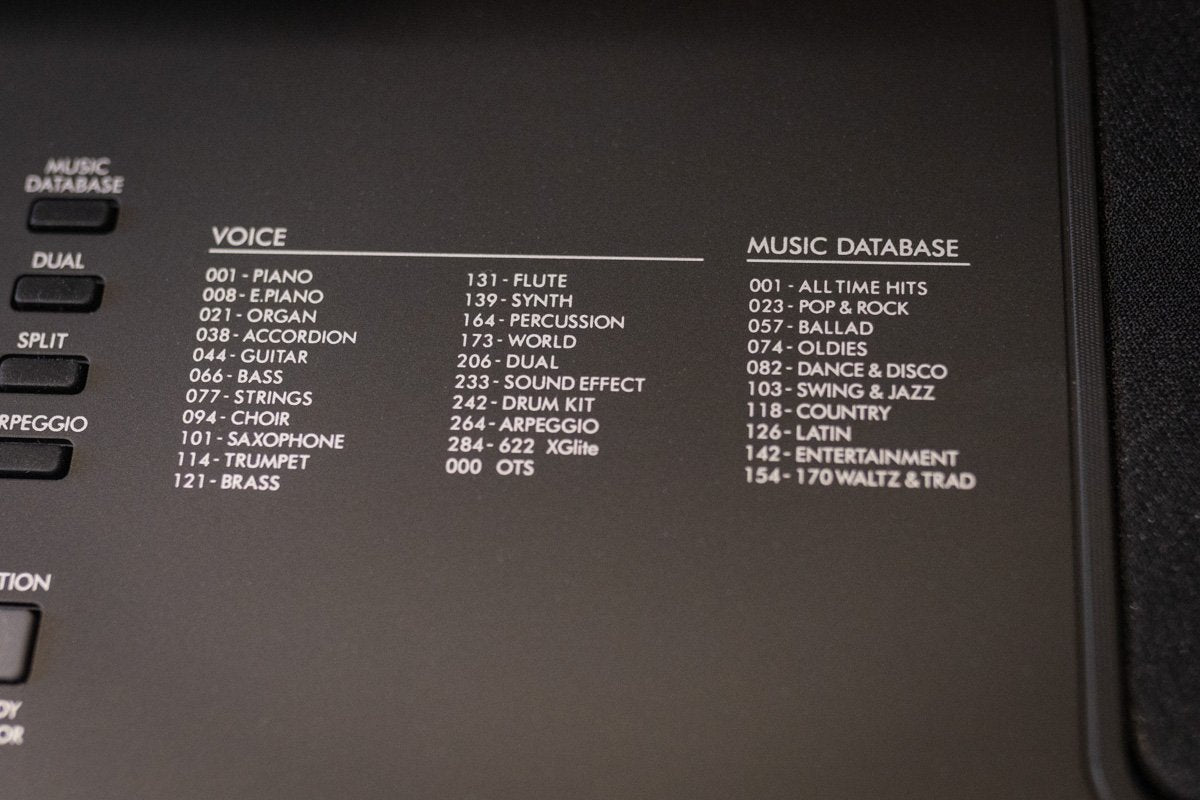 MUSIC
DATABASE
DUAL
SPLIT
RPEGGIO
TION
DY
OR
VOICE
001 - PIANO
008 - E.PIANO
021 - ORGAN
038 - ACCORDION
044 - GUITAR
066 - BASS
077 - STRINGS
094 - CHOIR
101 - SAXOPHONE
114 - TRUMPET
121 - BRASS
131 - FLUTE
139 - SYNTH
164 - PERCUSSION
173 - WORLD
206 - DUAL
233 - SOUND EFFECT
242 - DRUM KIT
264 - ARPEGGIO
284 - 622 XGlite
000 OTS
MUSIC DATABASE
001 - ALL TIME HITS
023 - POP & ROCK
057 - BALLAD
074 - OLDIES
082 - DANCE & DISCO
103 - SWING & JAZZ
118 - COUNTRY
126 - LATIN
142 - ENTERTAINMENT
154 - 170 WALTZ & TRAD